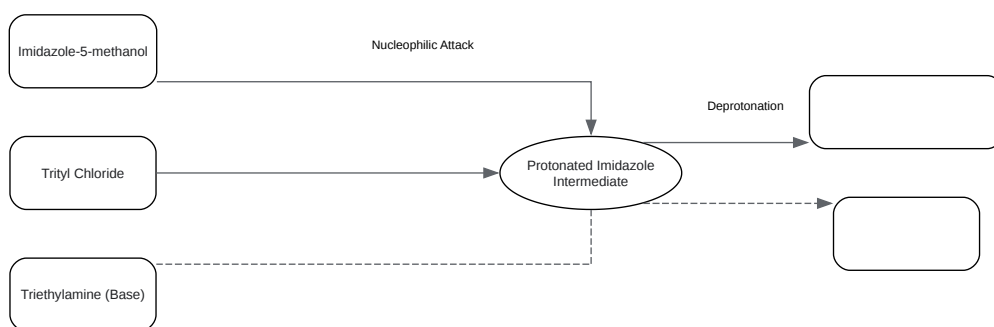 Imidazole-5-methanol
Nucleophilic Attack
Deprotonation
Trityl Chloride
Protonated Imidazole
Intermediate
Triethylamine (Base)